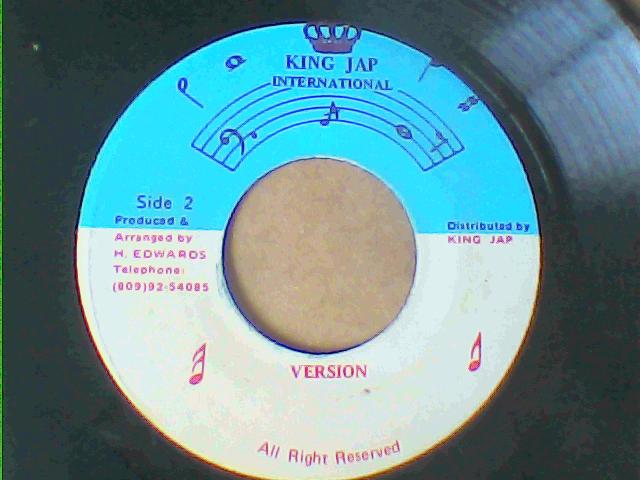 KING JAP
INTERNATIONAL
Side 2
Produced &
Arranged by
H. EDWARDS
Telephone:
(809)92-54085
Distributed by
KING JAP
VERSION
All Right Reserved